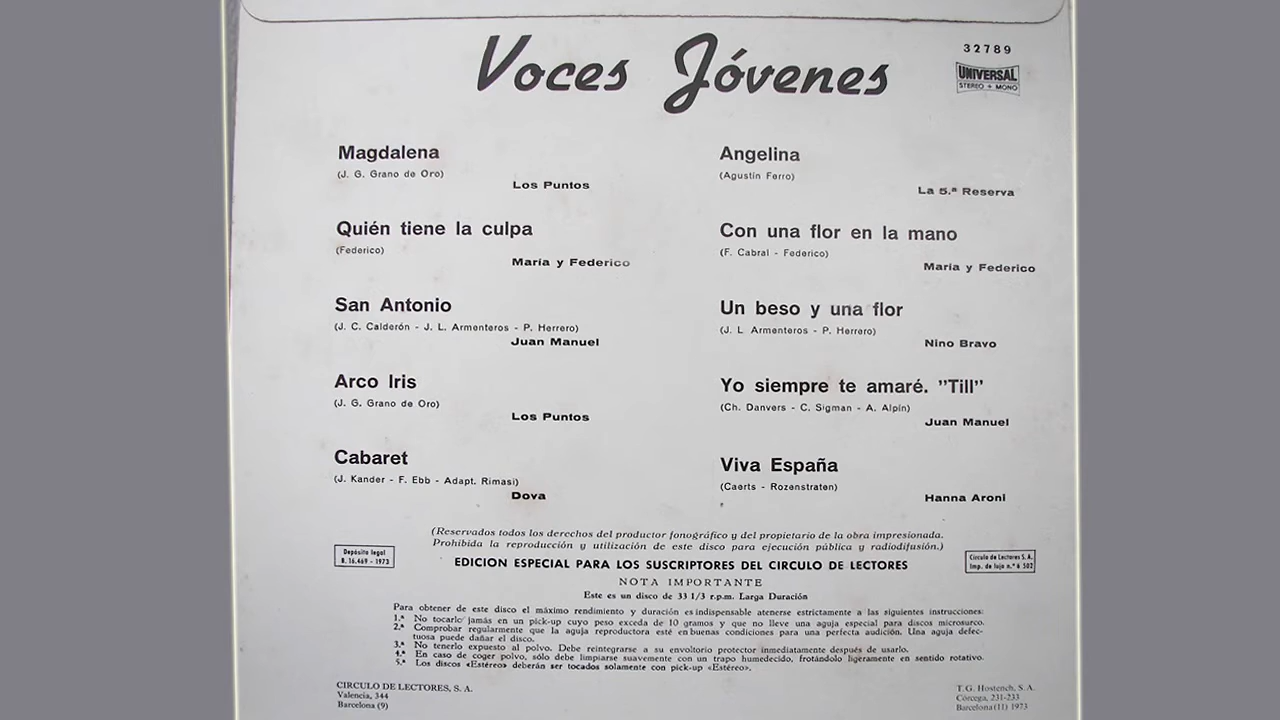 Voces Jóvenes
32789
UNIVERSAL
STEREO + MONO
Magdalena
(J. G. Grano de Oro)
Los Puntos
Quién tiene la culpa
(Federico)
María y Federico
San Antonio
(J. C. Calderón - J. L. Armenteros - P. Herrero)
Juan Manuel
Arco Iris
(J. G. Grano de Oro)
Los Puntos
Cabaret
(J. Kander - F. Ebb - Adapt. Rimasi)
Dova
Angelina
(Agustín Ferro)
La 5.ª Reserva
Con una flor en la mano
(F. Cabral - Federico)
María y Federico
Un beso y una flor
(J. L Armenteros - P. Herrero)
Nino Bravo
Yo siempre te amaré. ”Till”
(Ch. Danvers - C. Sigman - A. Alpin)
Juan Manuel
Viva España
(Caerts - Rozenstraten)
Hanna Aroni
(Reservados todos los derechos del productor fonográfico y del propietario de la obra impresionada.
Prohibida la reproducción y utilización de este disco para ejecución pública y radiodifusión.)
Depósito legal
B. 16.469 - 1973
EDICION ESPECIAL PARA LOS SUSCRIPTORES DEL CIRCULO DE LECTORES
Círculo de Lectores S. A.
Imp. de lujo n.º 6 502
NOTA IMPORTANTE
Este es un disco de 33 1/3 r.p.m. Larga Duración
Para obtener de este disco el máximo rendimiento y duración es indispensable atenerse estrictamente a las siguientes instrucciones:
1.ª No tocarlo jamás en un pick-up cuyo peso exceda de 10 gramos y que no lleve una aguja especial para discos microsurco.
2.ª Comprobar regularmente que la aguja reproductora esté en buenas condiciones para una perfecta audición. Una aguja defec-
tuosa puede dañar el disco.
3.ª No tenerlo expuesto al polvo. Debe reintegrarse a su envoltorio protector inmediatamente después de usarlo.
4.ª En caso de coger polvo, sólo debe limpiarse suavemente con un trapo humedecido, frotándolo ligeramente en sentido rotativo.
5.ª Los discos «Estéreo» deberán ser tocados solamente con pick-up «Estéreo».
CIRCULO DE LECTORES, S. A.
Valencia, 344
Barcelona (9)
T. G. Hostench, S. A.
Córcega, 231-233
Barcelona (11) 1973